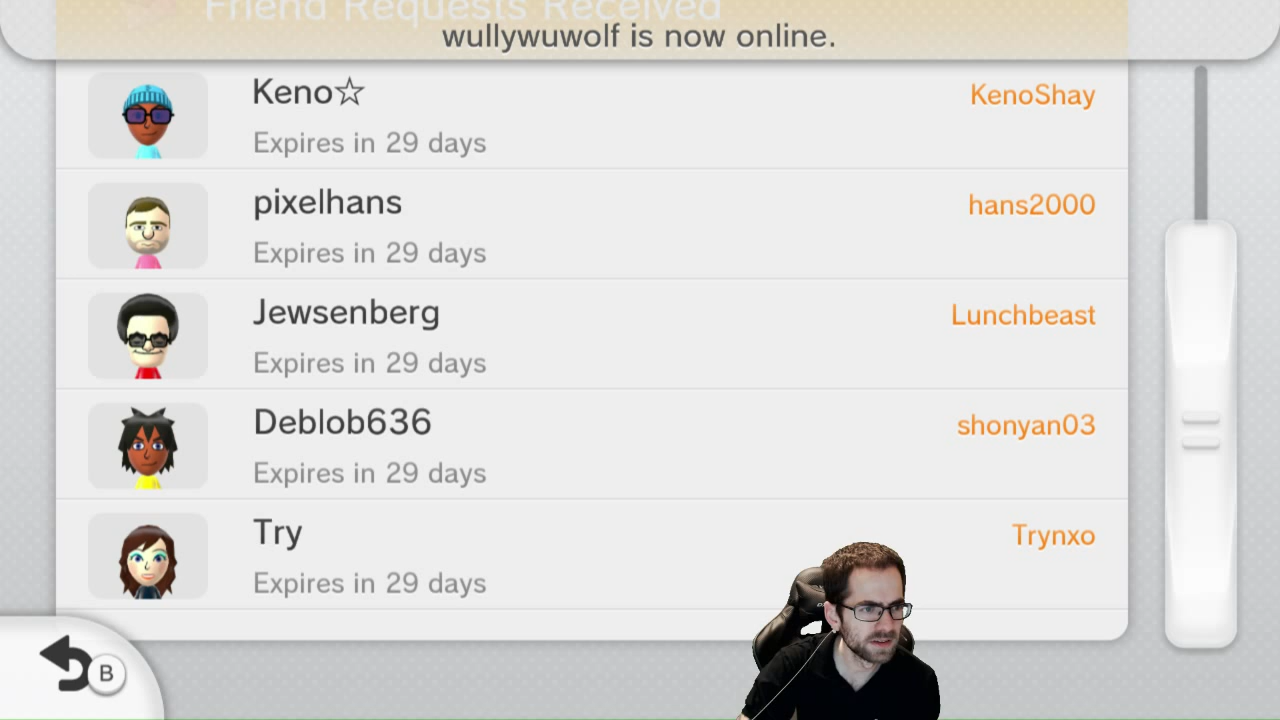 Friend Requests Received
wullywuwolf is now online.
Keno☆
KenoShay
Expires in 29 days
pixelhans
hans2000
Expires in 29 days
Jewsenberg
Lunchbeast
Expires in 29 days
Deblob636
shonyan03
Expires in 29 days
Try
Trynxo
Expires in 29 days
B